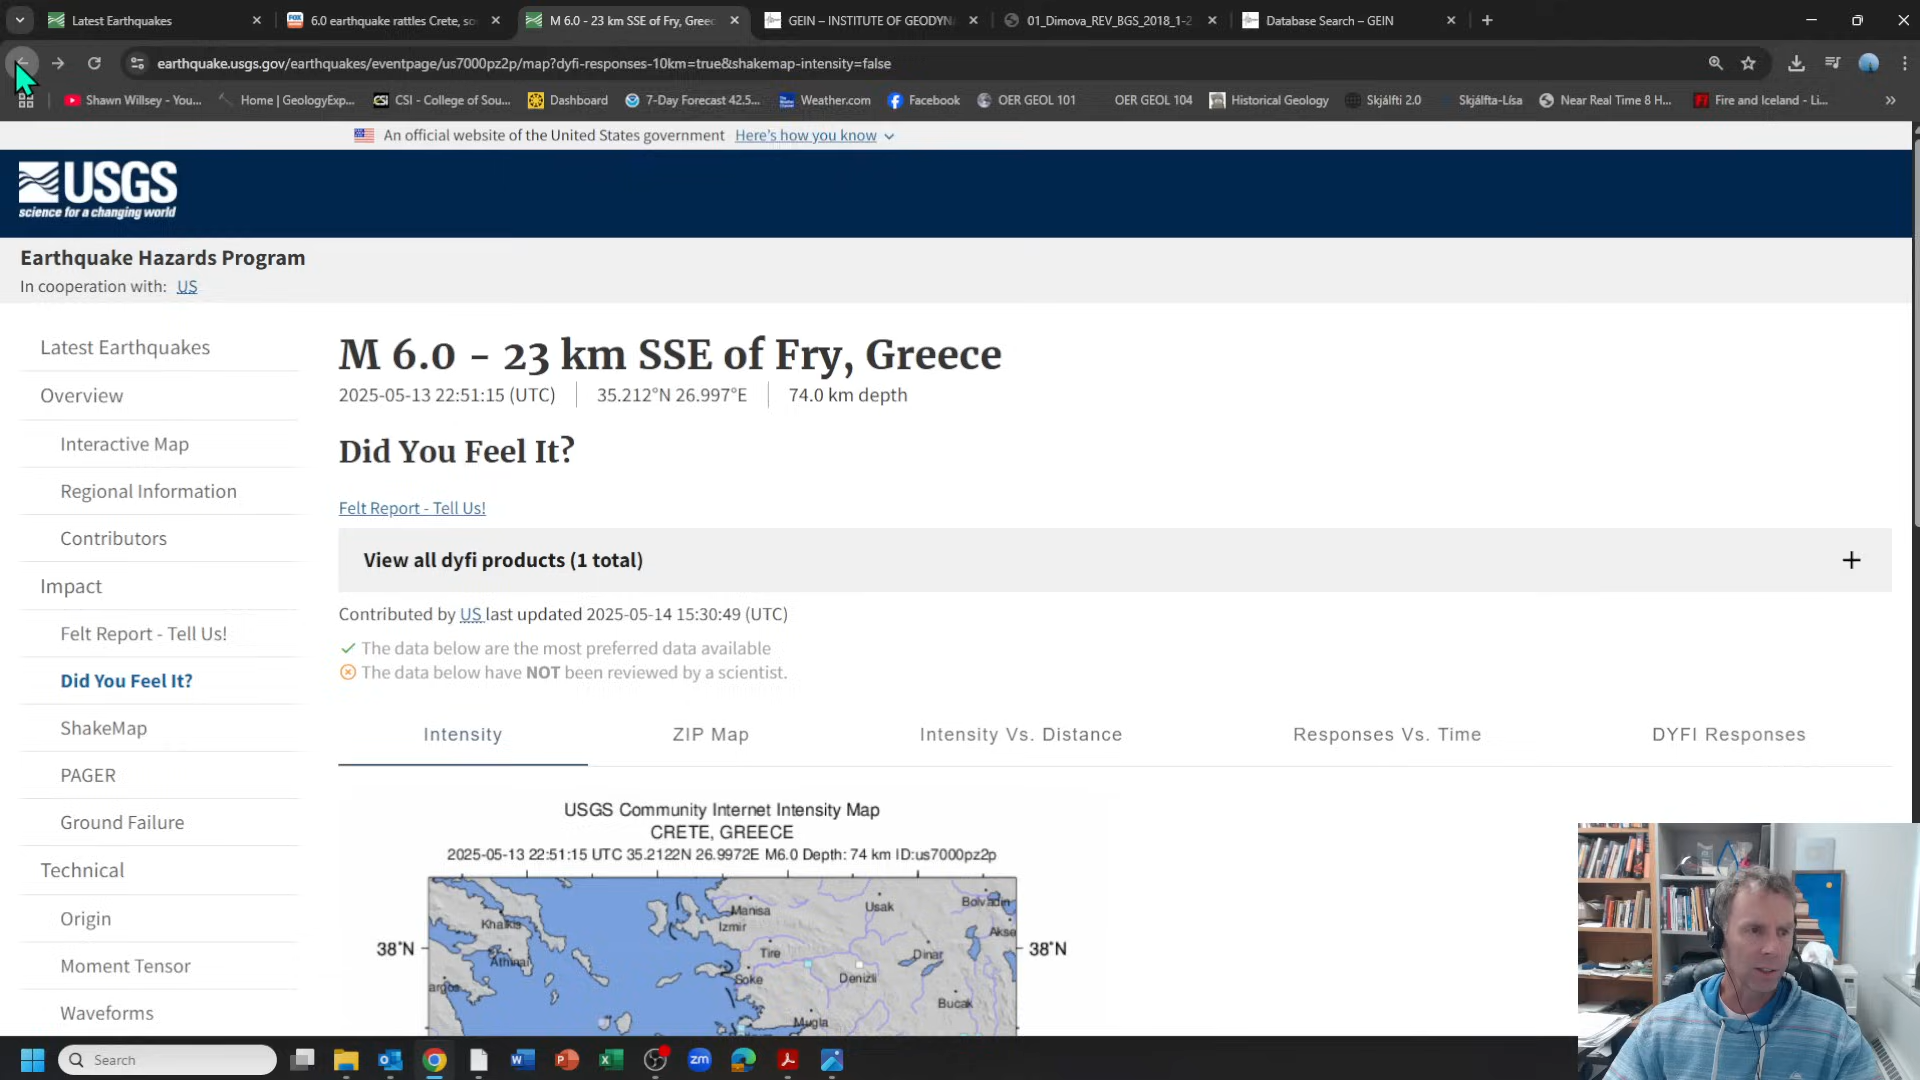 Latest Earthquakes
6.0 earthquake rattles Crete, so
M 6.0 - 23 km SSE of Fry, Greec
GEIN – INSTITUTE OF GEODYN
01_Dimova_REV_BGS_2018_1-2
Database Search – GEIN
earthquake.usgs.gov/earthquakes/eventpage/us7000pz2p/map?dyfi-responses-10km=true&shakemap-intensity=false
Shawn Willsey - You...
Home | GeologyExp...
CSI - College of Sou...
Dashboard
7-Day Forecast 42.5...
Weather.com
Facebook
OER GEOL 101
OER GEOL 104
Historical Geology
Skjálfti 2.0
Skjálfta-Lísa
Near Real Time 8 H...
Fire and Iceland - Li...
An official website of the United States government Here's how you know
USGS
science for a changing world
Earthquake Hazards Program
In cooperation with: US
Latest Earthquakes
Overview
Interactive Map
Regional Information
Contributors
Impact
Felt Report - Tell Us!
Did You Feel It?
ShakeMap
PAGER
Ground Failure
Technical
Origin
Moment Tensor
Waveforms
M 6.0 - 23 km SSE of Fry, Greece
2025-05-13 22:51:15 (UTC) 35.212°N 26.997°E 74.0 km depth
Did You Feel It?
Felt Report - Tell Us!
View all dyfi products (1 total)
Contributed by US last updated 2025-05-14 15:30:49 (UTC)
The data below are the most preferred data available
The data below have NOT been reviewed by a scientist.
Intensity
ZIP Map
Intensity Vs. Distance
Responses Vs. Time
DYFI Responses
USGS Community Internet Intensity Map
CRETE, GREECE
2025-05-13 22:51:15 UTC 35.2122N 26.9972E M6.0 Depth: 74 km ID:us7000pz2p
Manisa
Usak
Bolvadin
Khalkis
Izmir
Akse
38°N
Athinai
Tire
Dinar
38°N
Soke
Denizli
argos
Bucak
Mugla
Search